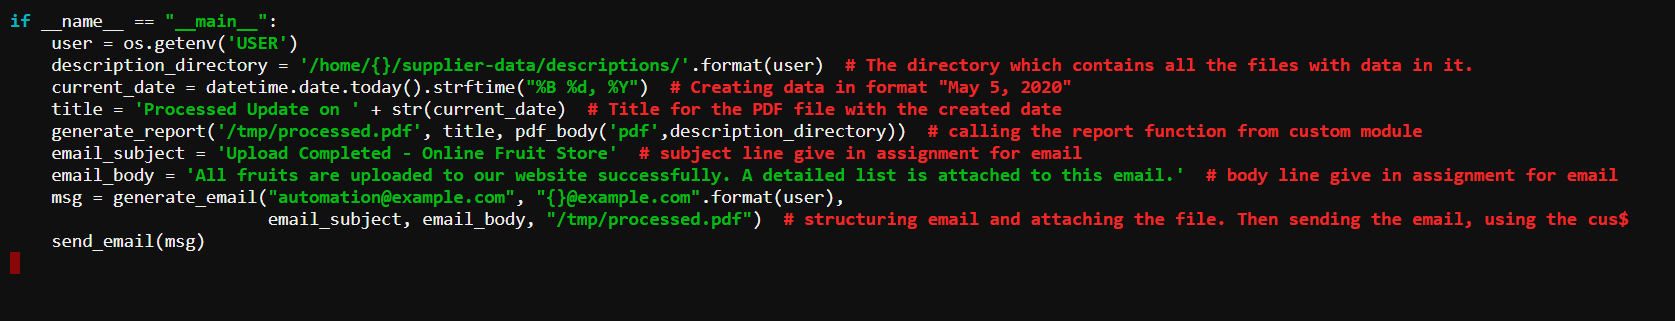 if __name__ == "__main__":
    user = os.getenv('USER')
    description_directory = '/home/{}/supplier-data/descriptions/'.format(user)  # The directory which contains all the files with data in it.
    current_date = datetime.date.today().strftime("%B %d, %Y")  # Creating data in format "May 5, 2020"
    title = 'Processed Update on ' + str(current_date)  # Title for the PDF file with the created date
    generate_report('/tmp/processed.pdf', title, pdf_body('pdf',description_directory))  # calling the report function from custom module
    email_subject = 'Upload Completed - Online Fruit Store'  # subject line give in assignment for email
    email_body = 'All fruits are uploaded to our website successfully. A detailed list is attached to this email.'  # body line give in assignment for email
    msg = generate_email("automation@example.com", "{}@example.com".format(user),
                         email_subject, email_body, "/tmp/processed.pdf")  # structuring email and attaching the file. Then sending the email, using the cus$
    send_email(msg)